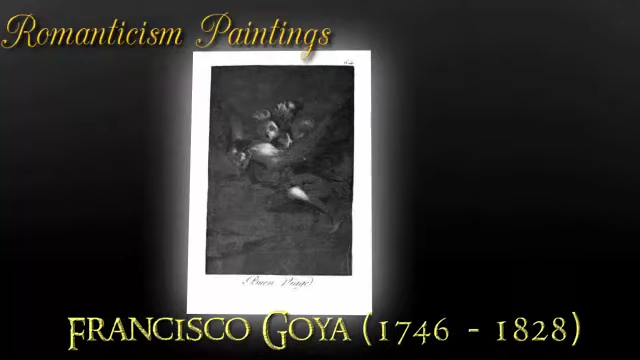 Romanticism Paintings
Buen Viage
Francisco Goya (1746 - 1828)